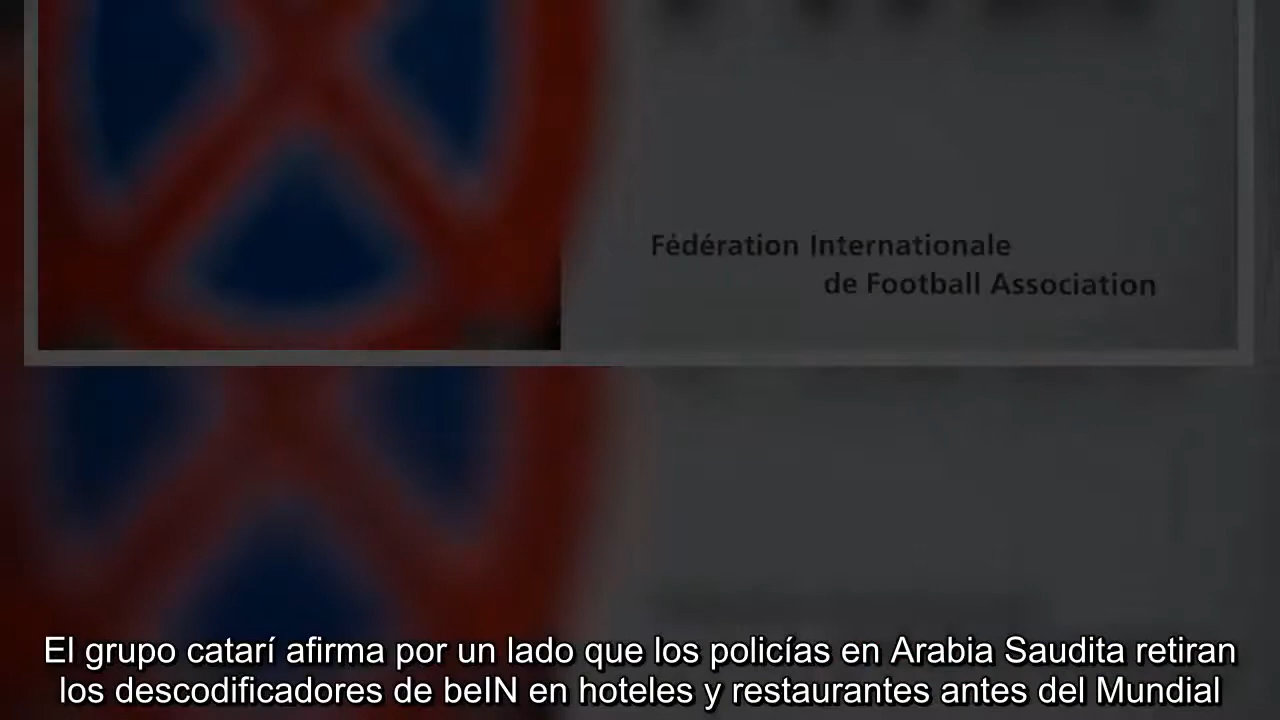 Fédération Internationale
de Football Association
El grupo catarí afirma por un lado que los policías en Arabia Saudita retiran
los descodificadores de beIN en hoteles y restaurantes antes del Mundial